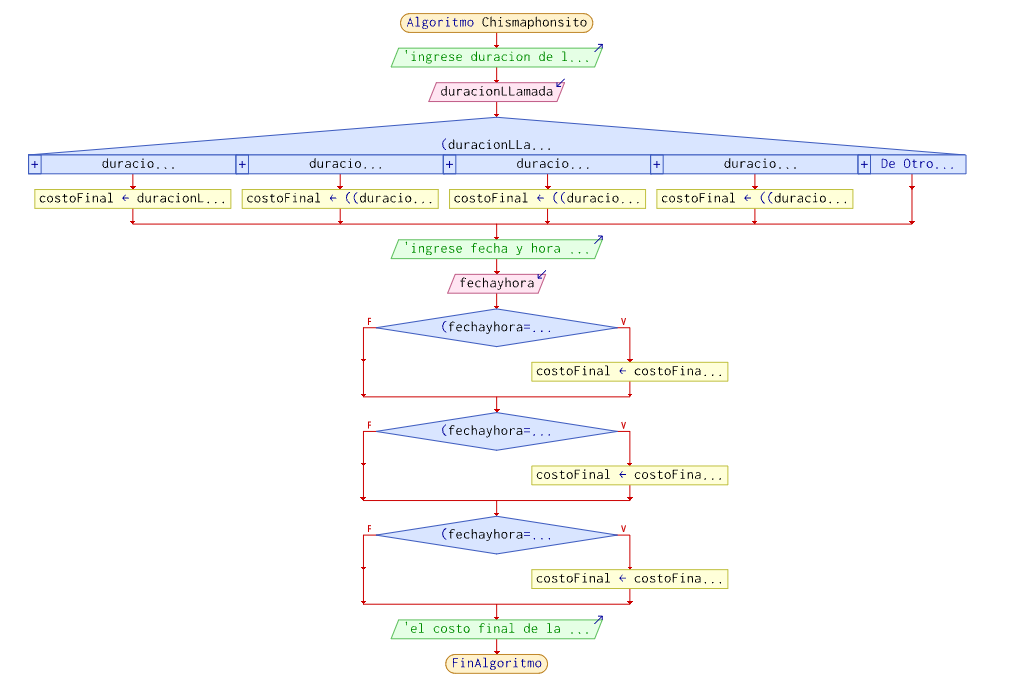 Algoritmo Chismaphonsito
'ingrese duracion de l...
duracionLLamada
(duracionLLa...
+ duracio... + duracio... + duracio... + duracio... + De Otro...
costoFinal ← duracionL... costoFinal ← ((duracio... costoFinal ← ((duracio... costoFinal ← ((duracio...
'ingrese fecha y hora ...
fechayhora
F (fechayhora=... V
costoFinal ← costoFina...
F (fechayhora=... V
costoFinal ← costoFina...
F (fechayhora=... V
costoFinal ← costoFina...
'el costo final de la ...
FinAlgoritmo